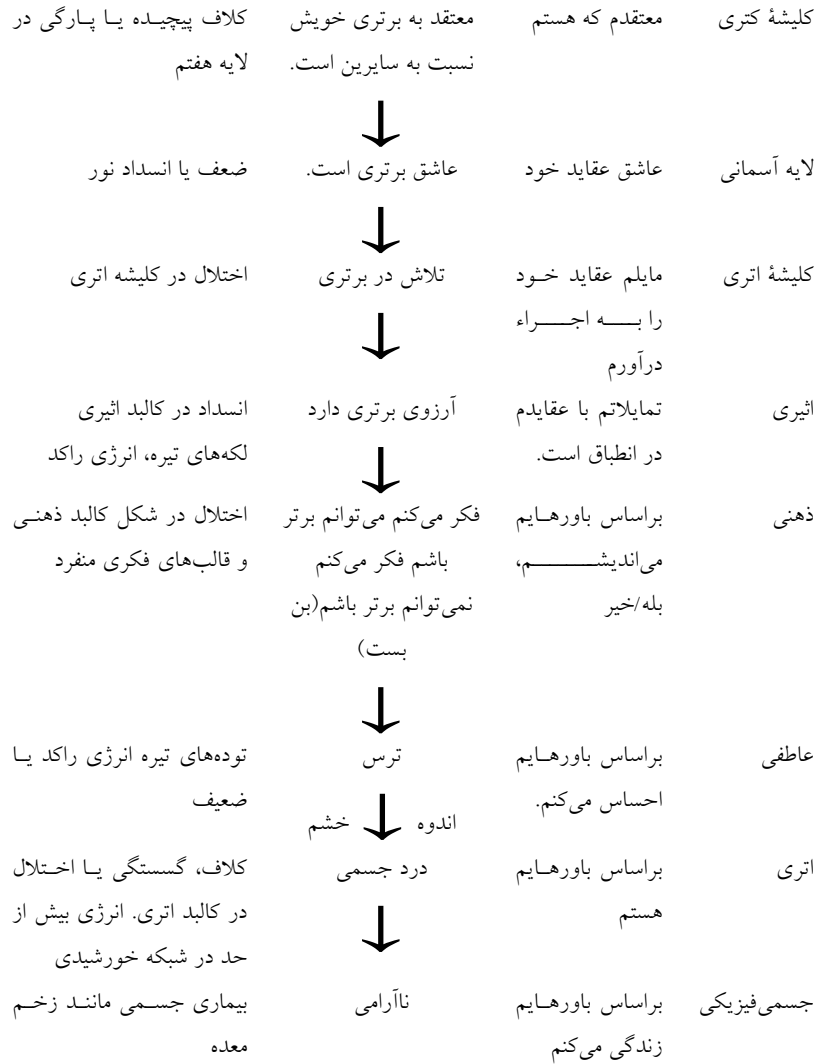 کلیشهٔ کتری معتقدم که هستم معتقد به برتری خویش کلاف پیچیده یا پارگی در
نسبت به سایرین است. لایه هفتم
لایه آسمانی عاشق عقاید خود عاشق برتری است. ضعف یا انسداد نور
کلیشهٔ اتری مایلم عقاید خود تلاش در برتری اختلال در کلیشه اتری
را به اجراء
درآورم
اثیری تمایلاتم با عقایدم آرزوی برتری دارد انسداد در کالبد اثیری
در انطباق است. لکه‌های تیره، انرژی راکد
ذهنی براساس باورهایم فکر می‌کنم می‌توانم برتر اختلال در شکل کالبد ذهنی
می‌اندیشم، باشم فکر می‌کنم و قالب‌های فکری منفرد
بله/خیر نمی‌توانم برتر باشم(بن
بست)
عاطفی براساس باورهایم ترس توده‌های تیره انرژی راکد یا
احساس می‌کنم. ضعیف
اندوه خشم
اتری براساس باورهایم درد جسمی کلاف، گسستگی یا اختلال
هستم در کالبد اتری. انرژی بیش از
حد در شبکه خورشیدی
جسمی‌فیزیکی براساس باورهایم ناآرامی بیماری جسمی مانند زخم
زندگی می‌کنم معده